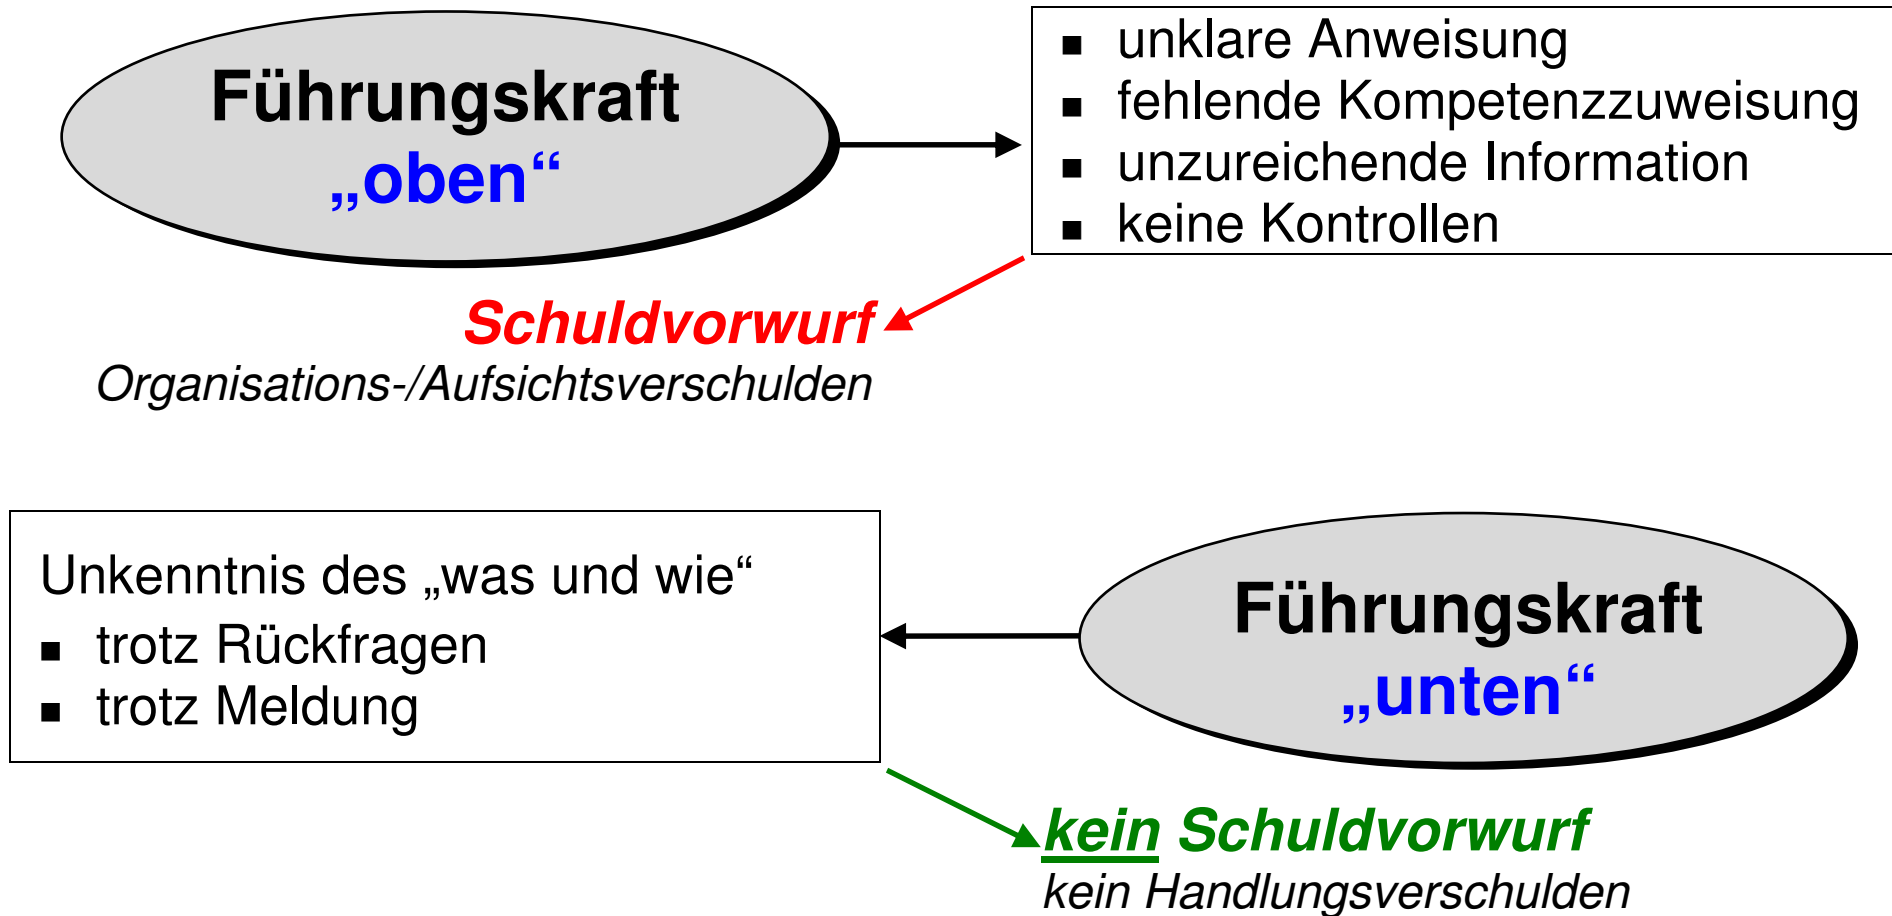 Führungskraft
„oben“
▪ unklare Anweisung
▪ fehlende Kompetenzzuweisung
▪ unzureichende Information
▪ keine Kontrollen
Schuldvorwurf
Organisations-/Aufsichtsverschulden
Unkenntnis des „was und wie“
▪ trotz Rückfragen
▪ trotz Meldung
Führungskraft
„unten“
kein Schuldvorwurf
kein Handlungsverschulden